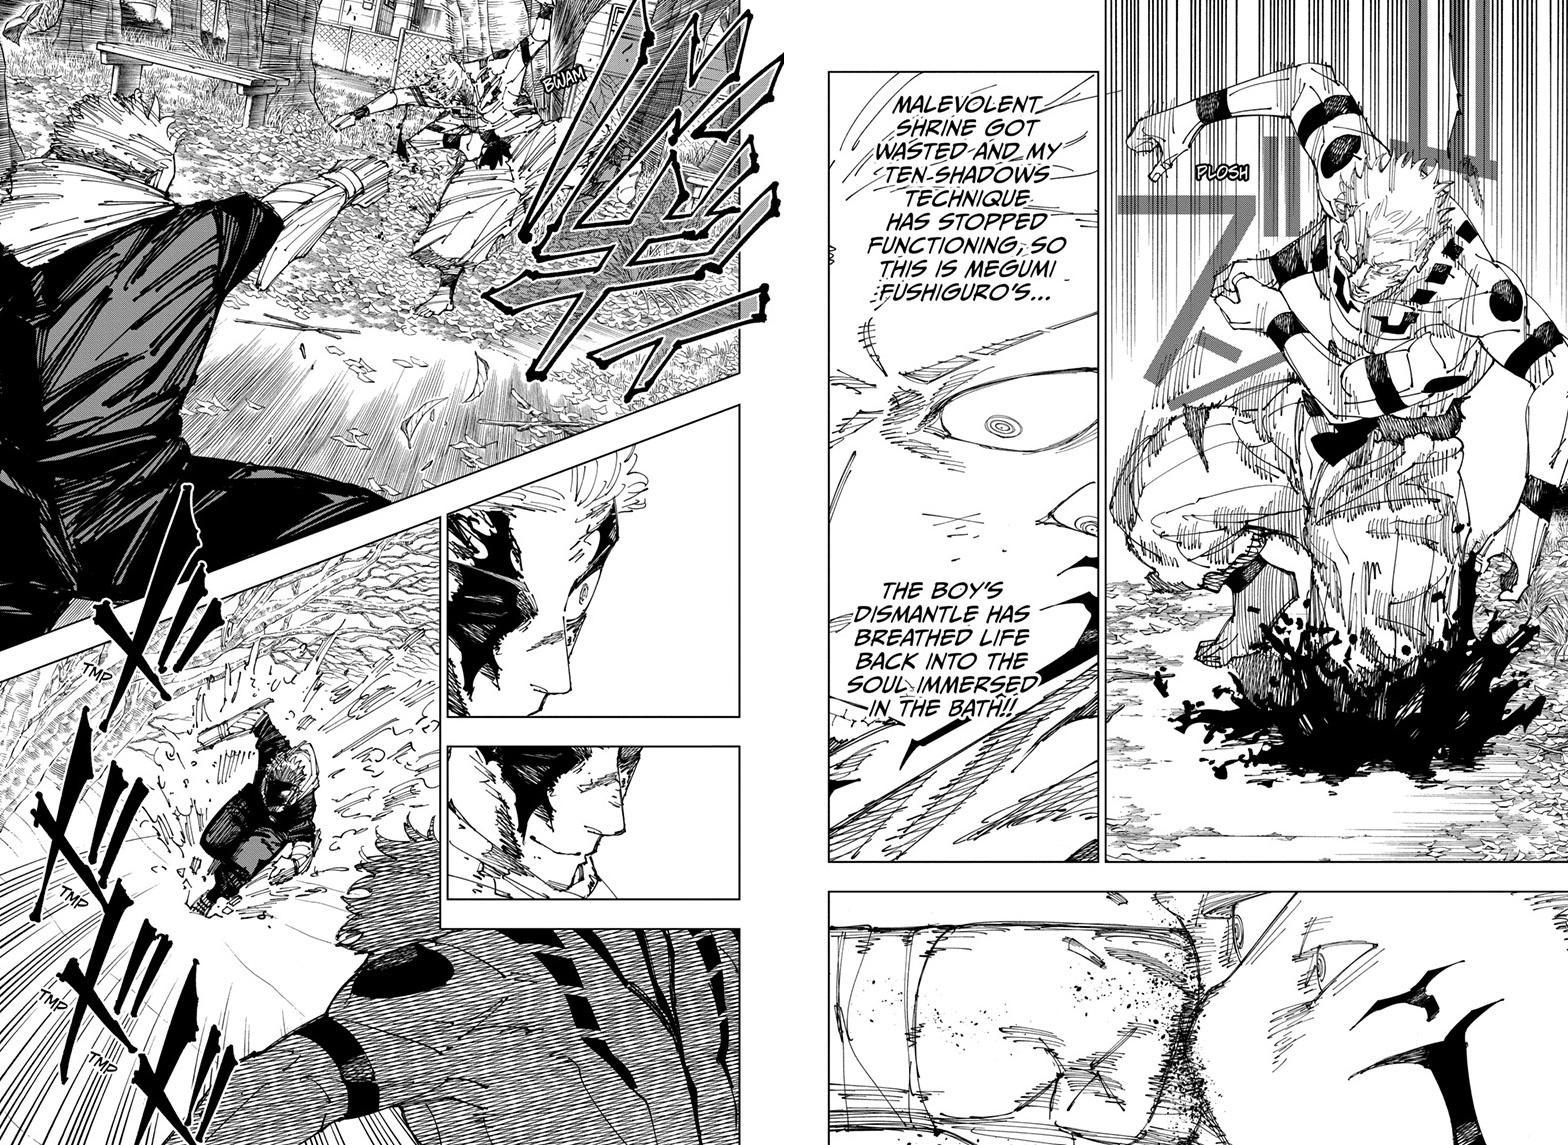 PLOSH
MALEVOLENT
SHRINE GOT
WASTED AND MY
TEN SHADOWS
TECHNIQUE
HAS STOPPED
FUNCTIONING, SO
THIS IS MEGUMI
FUSHIGURO'S...
THE BOY'S
DISMANTLE HAS
BREATHED LIFE
BACK INTO THE
SOUL IMMERSED
IN THE BATH!!
BWAM
TMP
TMP
TMP
TMP